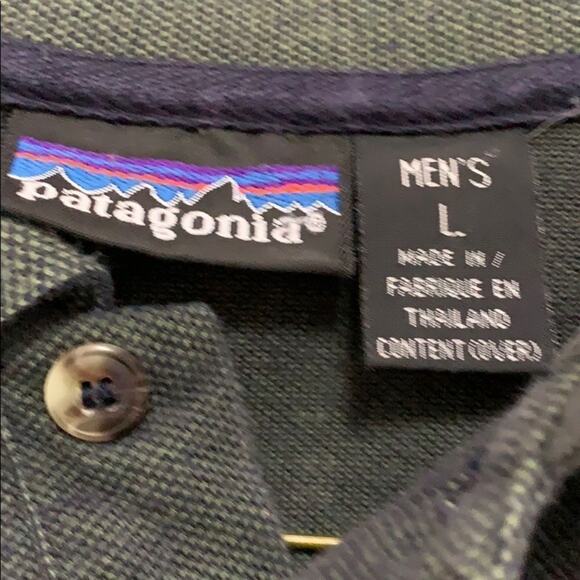 patagonia®
MEN'S
L
MADE IN /
FABRIQUE EN
THAILAND
CONTENT (OVER)